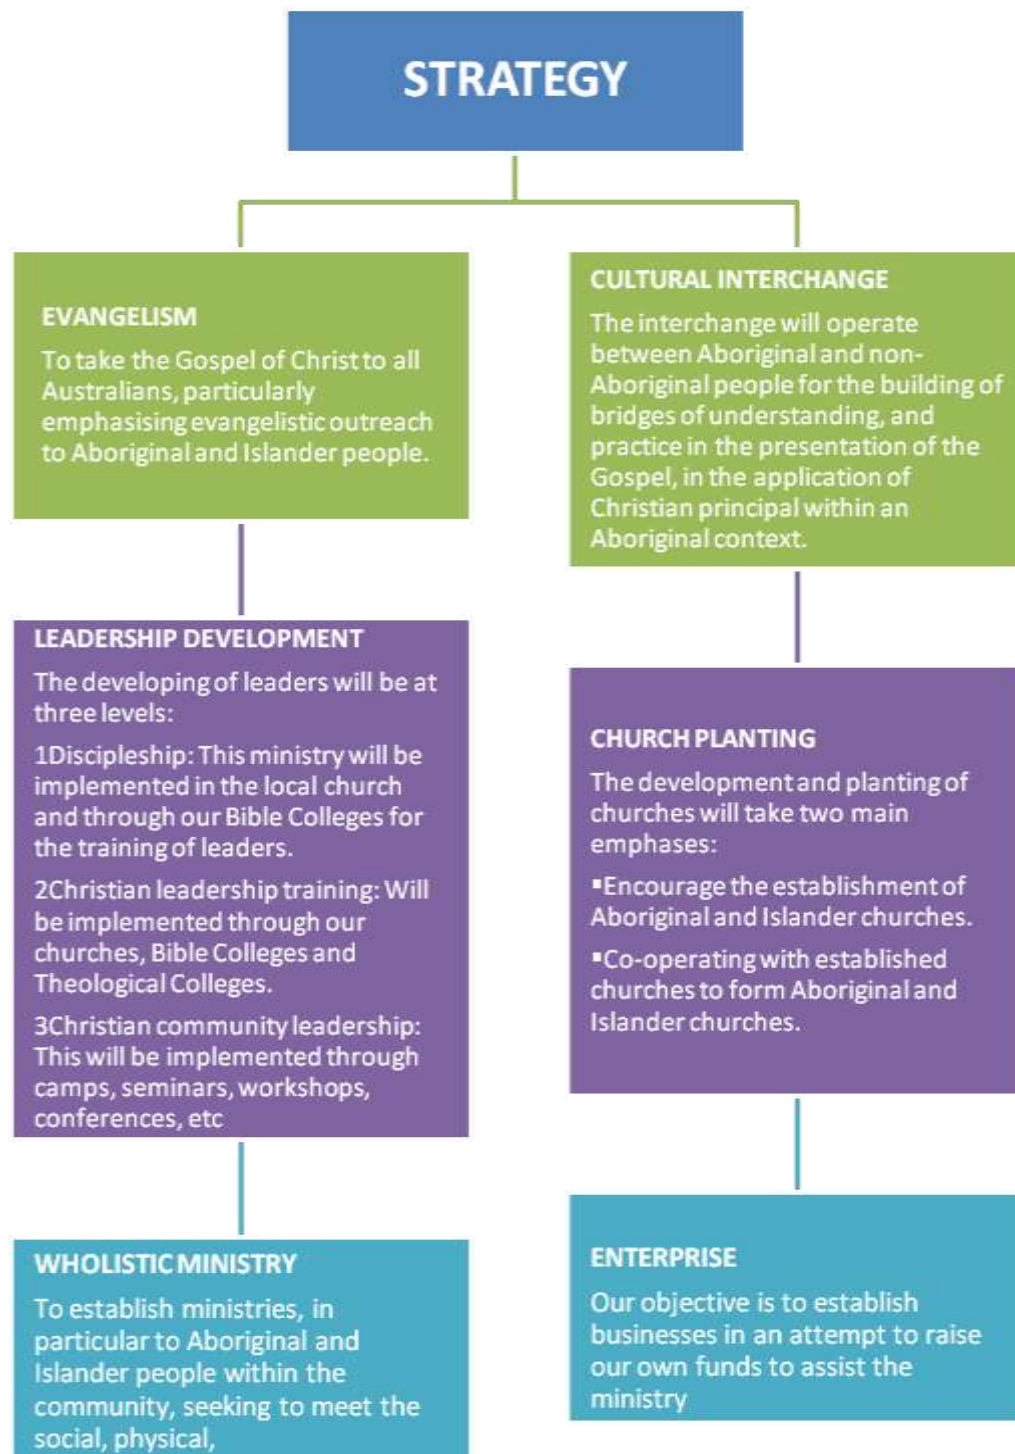 STRATEGY
EVANGELISM
To take the Gospel of Christ to all
Australians, particularly
emphasising evangelistic outreach
to Aboriginal and Islander people.
CULTURAL INTERCHANGE
The interchange will operate
between Aboriginal and non-
Aboriginal people for the building of
bridges of understanding, and
practice in the presentation of the
Gospel, in the application of
Christian principal within an
Aboriginal context.
LEADERSHIP DEVELOPMENT
The developing of leaders will be at
three levels:
1Discipleship: This ministry will be
implemented in the local church
and through our Bible Colleges for
the training of leaders.
2Christian leadership training: Will
be implemented through our
churches, Bible Colleges and
Theological Colleges.
3Christian community leadership:
This will be implemented through
camps, seminars, workshops,
conferences, etc
CHURCH PLANTING
The development and planting of
churches will take two main
emphases:
▪Encourage the establishment of
Aboriginal and Islander churches.
▪Co-operating with established
churches to form Aboriginal and
Islander churches.
WHOLISTIC MINISTRY
To establish ministries, in
particular to Aboriginal and
Islander people within the
community, seeking to meet the
social, physical,
ENTERPRISE
Our objective is to establish
businesses in an attempt to raise
our own funds to assist the
ministry